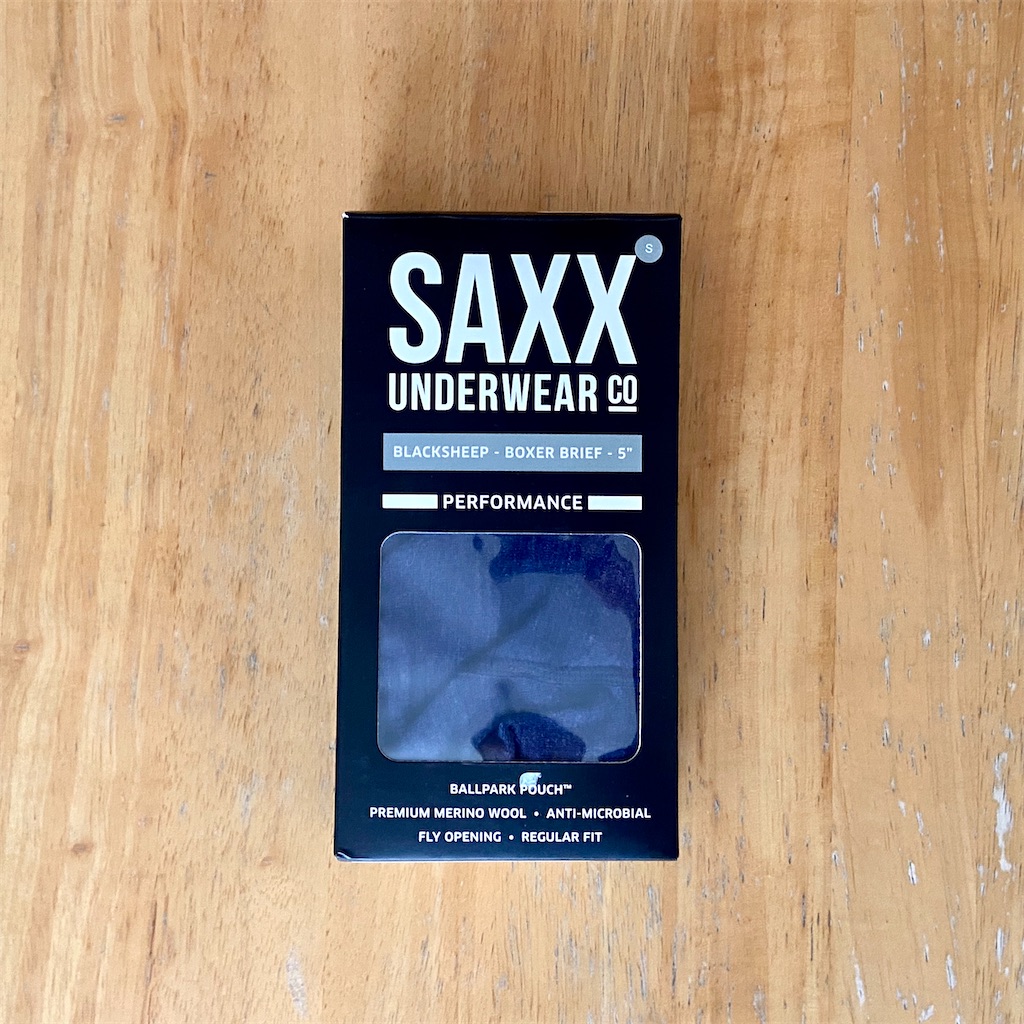 S
SAXX
UNDERWEAR CO
BLACKSHEEP - BOXER BRIEF - 5"
PERFORMANCE
BALLPARK POUCH™
PREMIUM MERINO WOOL • ANTI-MICROBIAL
FLY OPENING • REGULAR FIT